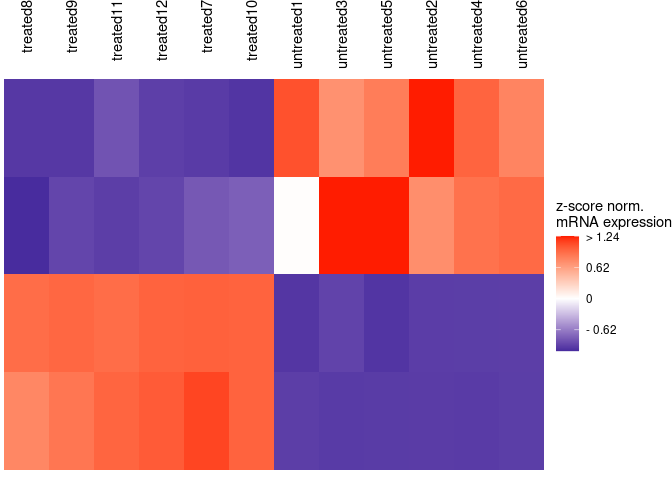 treated8
treated9
treated11
treated12
treated7
treated10
untreated1
untreated3
untreated5
untreated2
untreated4
untreated6
z-score norm.
mRNA expression
> 1.24
0.62
0
- 0.62